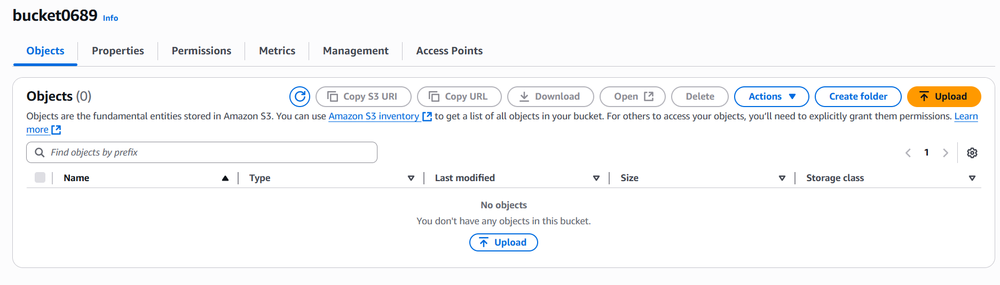 bucket0689 Info
Objects Properties Permissions Metrics Management Access Points
Objects (0) Copy S3 URI Copy URL Download Open Delete Actions Create folder Upload
Objects are the fundamental entities stored in Amazon S3. You can use Amazon S3 inventory to get a list of all objects in your bucket. For others to access your objects, you’ll need to explicitly grant them permissions. Learn
more
Find objects by prefix 1
Name Type Last modified Size Storage class
No objects
You don't have any objects in this bucket.
Upload